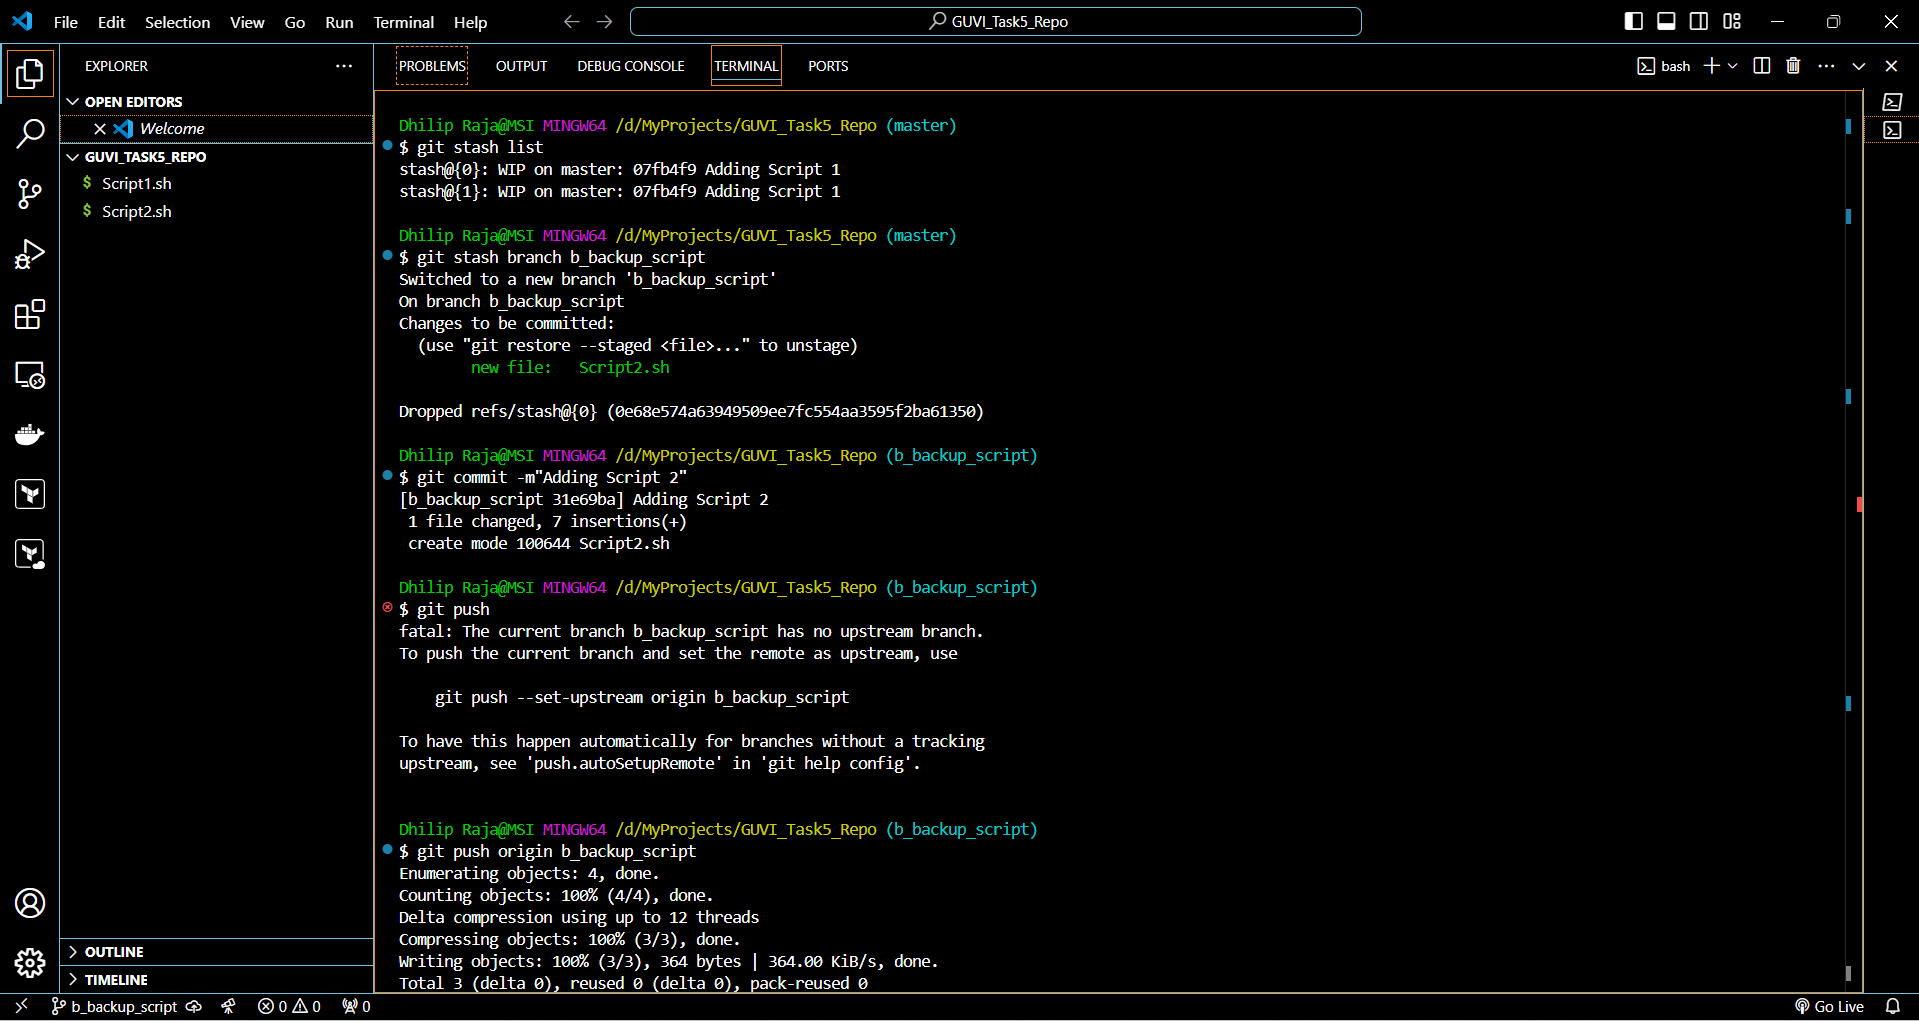 File Edit Selection View Go Run Terminal Help
GUVI_Task5_Repo
EXPLORER
OPEN EDITORS
Welcome
GUVI_TASK5_REPO
$ Script1.sh
$ Script2.sh
OUTLINE
TIMELINE
PROBLEMS OUTPUT DEBUG CONSOLE TERMINAL PORTS
bash
Dhilip Raja@MSI MINGW64 /d/MyProjects/GUVI_Task5_Repo (master)
$ git stash list
stash@{0}: WIP on master: 07fb4f9 Adding Script 1
stash@{1}: WIP on master: 07fb4f9 Adding Script 1
Dhilip Raja@MSI MINGW64 /d/MyProjects/GUVI_Task5_Repo (master)
$ git stash branch b_backup_script
Switched to a new branch 'b_backup_script'
On branch b_backup_script
Changes to be committed:
  (use "git restore --staged <file>..." to unstage)
        new file:   Script2.sh
Dropped refs/stash@{0} (0e68e574a63949509ee7fc554aa3595f2ba61350)
Dhilip Raja@MSI MINGW64 /d/MyProjects/GUVI_Task5_Repo (b_backup_script)
$ git commit -m"Adding Script 2"
[b_backup_script 31e69ba] Adding Script 2
 1 file changed, 7 insertions(+)
 create mode 100644 Script2.sh
Dhilip Raja@MSI MINGW64 /d/MyProjects/GUVI_Task5_Repo (b_backup_script)
$ git push
fatal: The current branch b_backup_script has no upstream branch.
To push the current branch and set the remote as upstream, use
    git push --set-upstream origin b_backup_script
To have this happen automatically for branches without a tracking
upstream, see 'push.autoSetupRemote' in 'git help config'.
Dhilip Raja@MSI MINGW64 /d/MyProjects/GUVI_Task5_Repo (b_backup_script)
$ git push origin b_backup_script
Enumerating objects: 4, done.
Counting objects: 100% (4/4), done.
Delta compression using up to 12 threads
Compressing objects: 100% (3/3), done.
Writing objects: 100% (3/3), 364 bytes | 364.00 KiB/s, done.
Total 3 (delta 0), reused 0 (delta 0), pack-reused 0
b_backup_script 0 0 0 Go Live